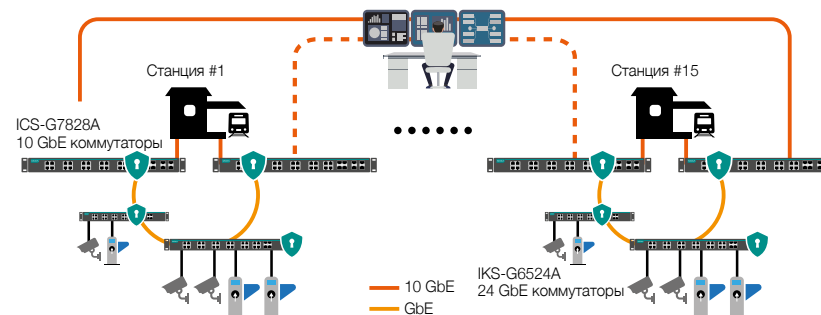 Станция #1
Станция #15
ICS-G7828A
10 GbE коммутаторы
IKS-G6524A
24 GbE коммутаторы
10 GbE
GbE